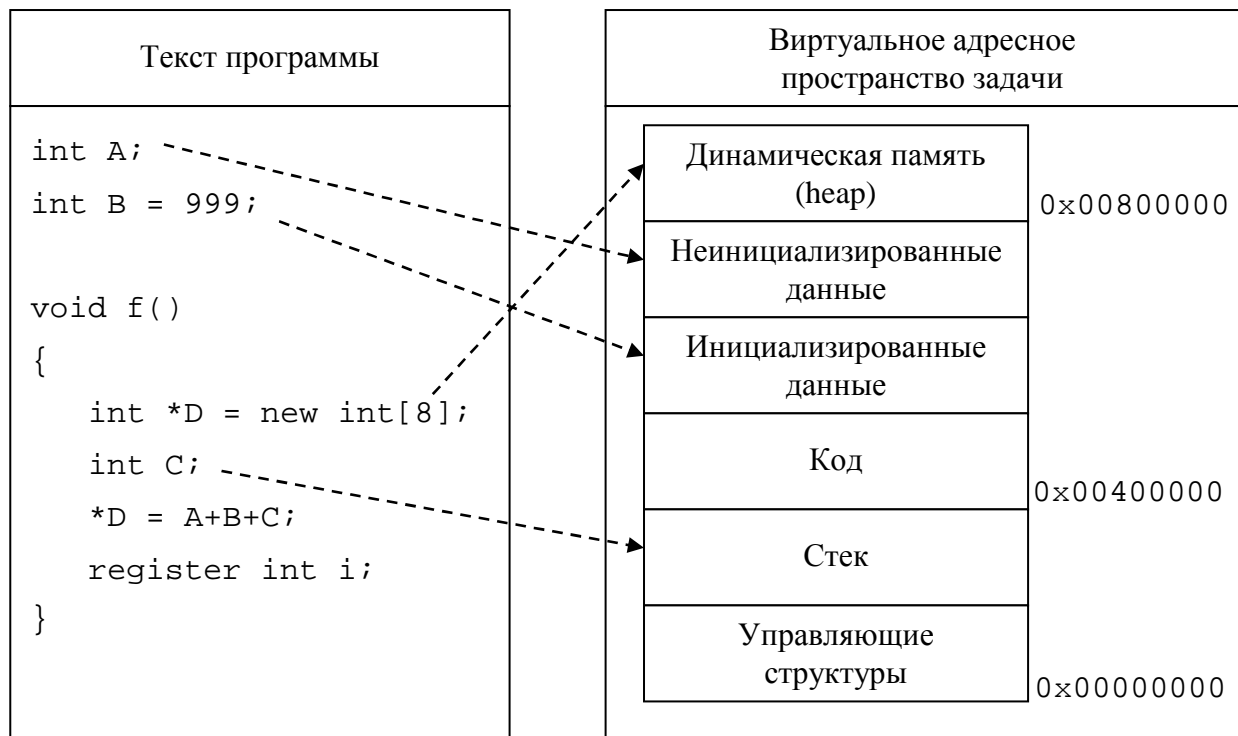 Текст программы
int A;
int B = 999;
void f()
{
int *D = new int[8];
int C;
*D = A+B+C;
register int i;
}
Виртуальное адресное
пространство задачи
Динамическая память
(heap)
0x00800000
Неинициализированные
данные
Инициализированные
данные
Код
0x00400000
Стек
Управляющие
структуры
0x00000000